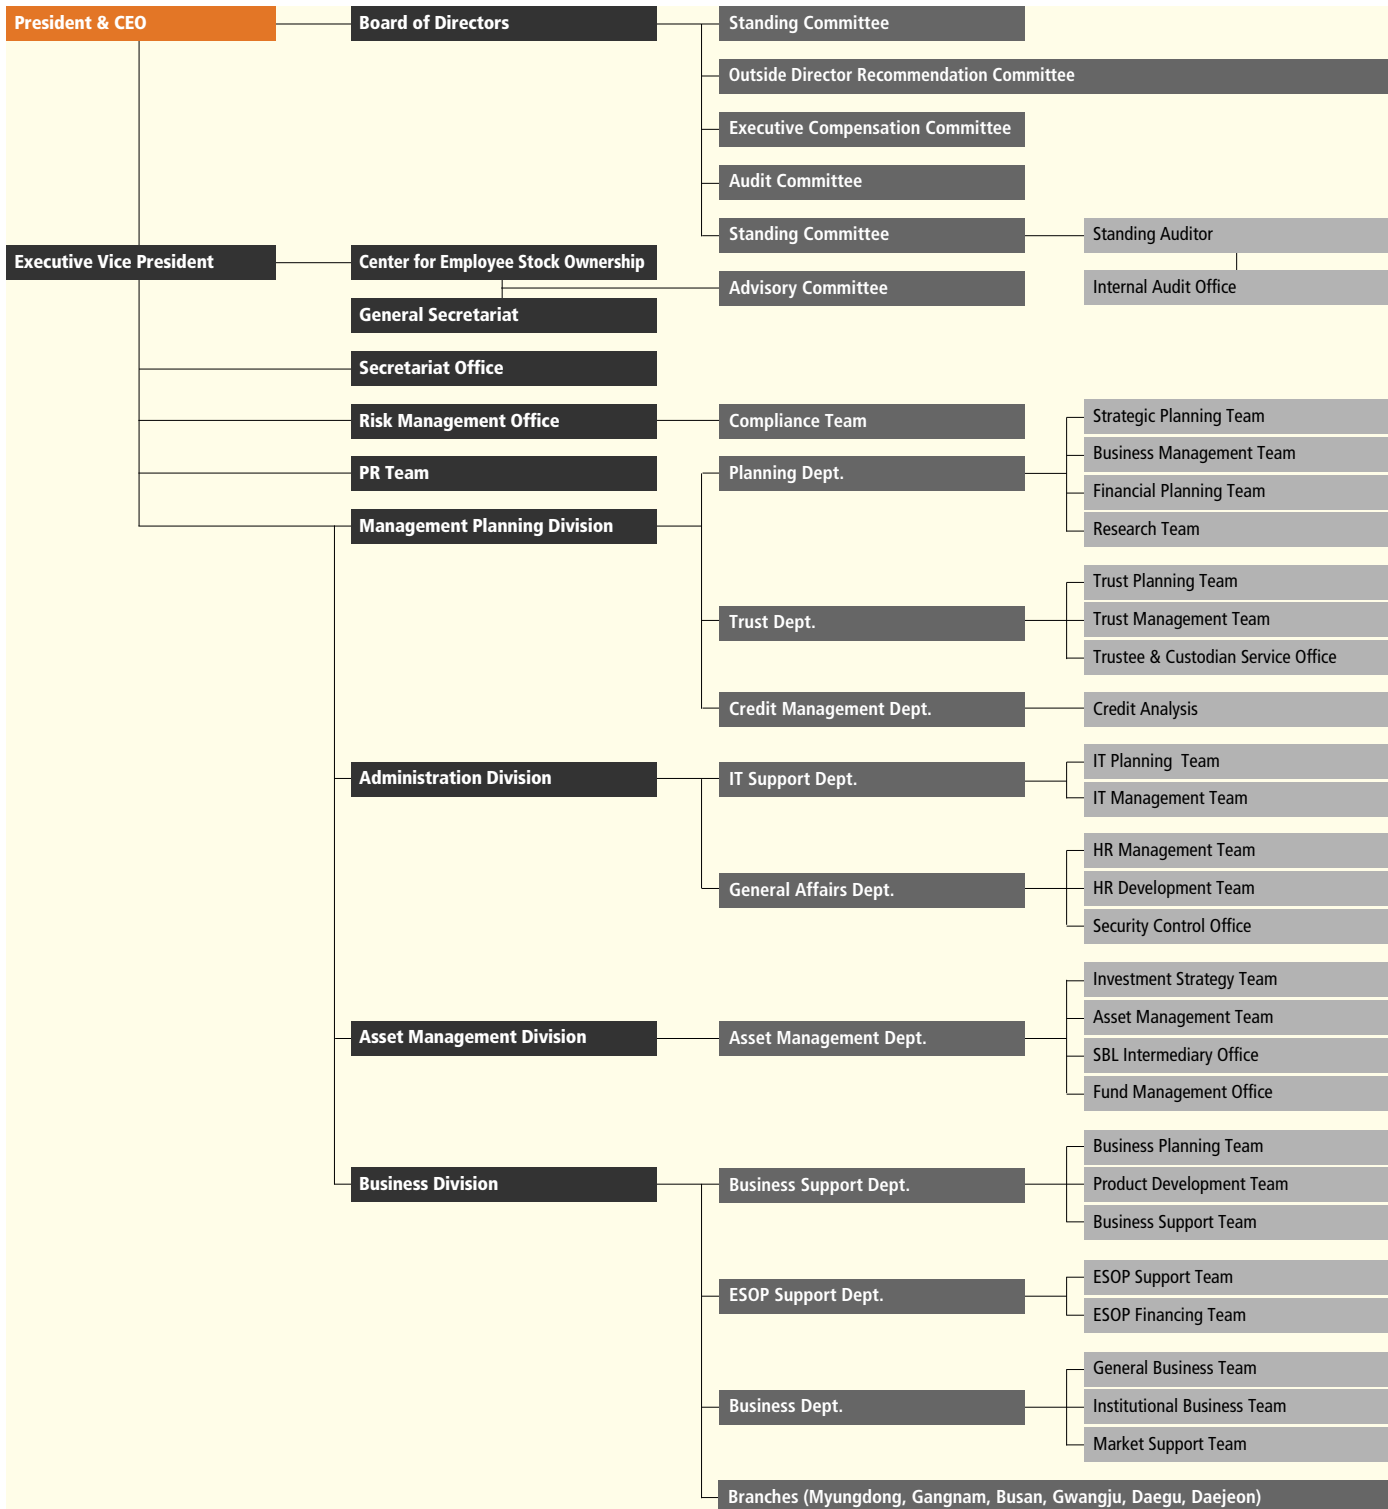 President & CEO
Board of Directors
Standing Committee
Outside Director Recommendation Committee
Executive Compensation Committee
Audit Committee
Standing Committee
Standing Auditor
Executive Vice President
Center for Employee Stock Ownership
Advisory Committee
Internal Audit Office
General Secretariat
Secretariat Office
Risk Management Office
Compliance Team
PR Team
Management Planning Division
Planning Dept.
Strategic Planning Team
Business Management Team
Financial Planning Team
Research Team
Trust Dept.
Trust Planning Team
Trust Management Team
Trustee & Custodian Service Office
Credit Management Dept.
Credit Analysis
Administration Division
IT Support Dept.
IT Planning Team
IT Management Team
General Affairs Dept.
HR Management Team
HR Development Team
Security Control Office
Asset Management Division
Asset Management Dept.
Investment Strategy Team
Asset Management Team
SBL Intermediary Office
Fund Management Office
Business Division
Business Support Dept.
Business Planning Team
Product Development Team
Business Support Team
ESOP Support Dept.
ESOP Support Team
ESOP Financing Team
Business Dept.
General Business Team
Institutional Business Team
Market Support Team
Branches (Myungdong, Gangnam, Busan, Gwangju, Daegu, Daejeon)